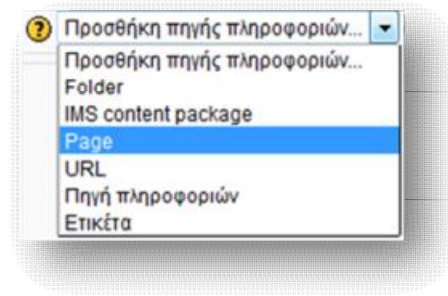 Προσθήκη πηγής πληροφοριών...
Προσθήκη πηγής πληροφοριών...
Folder
IMS content package
Page
URL
Πηγή πληροφοριών
Ετικέτα